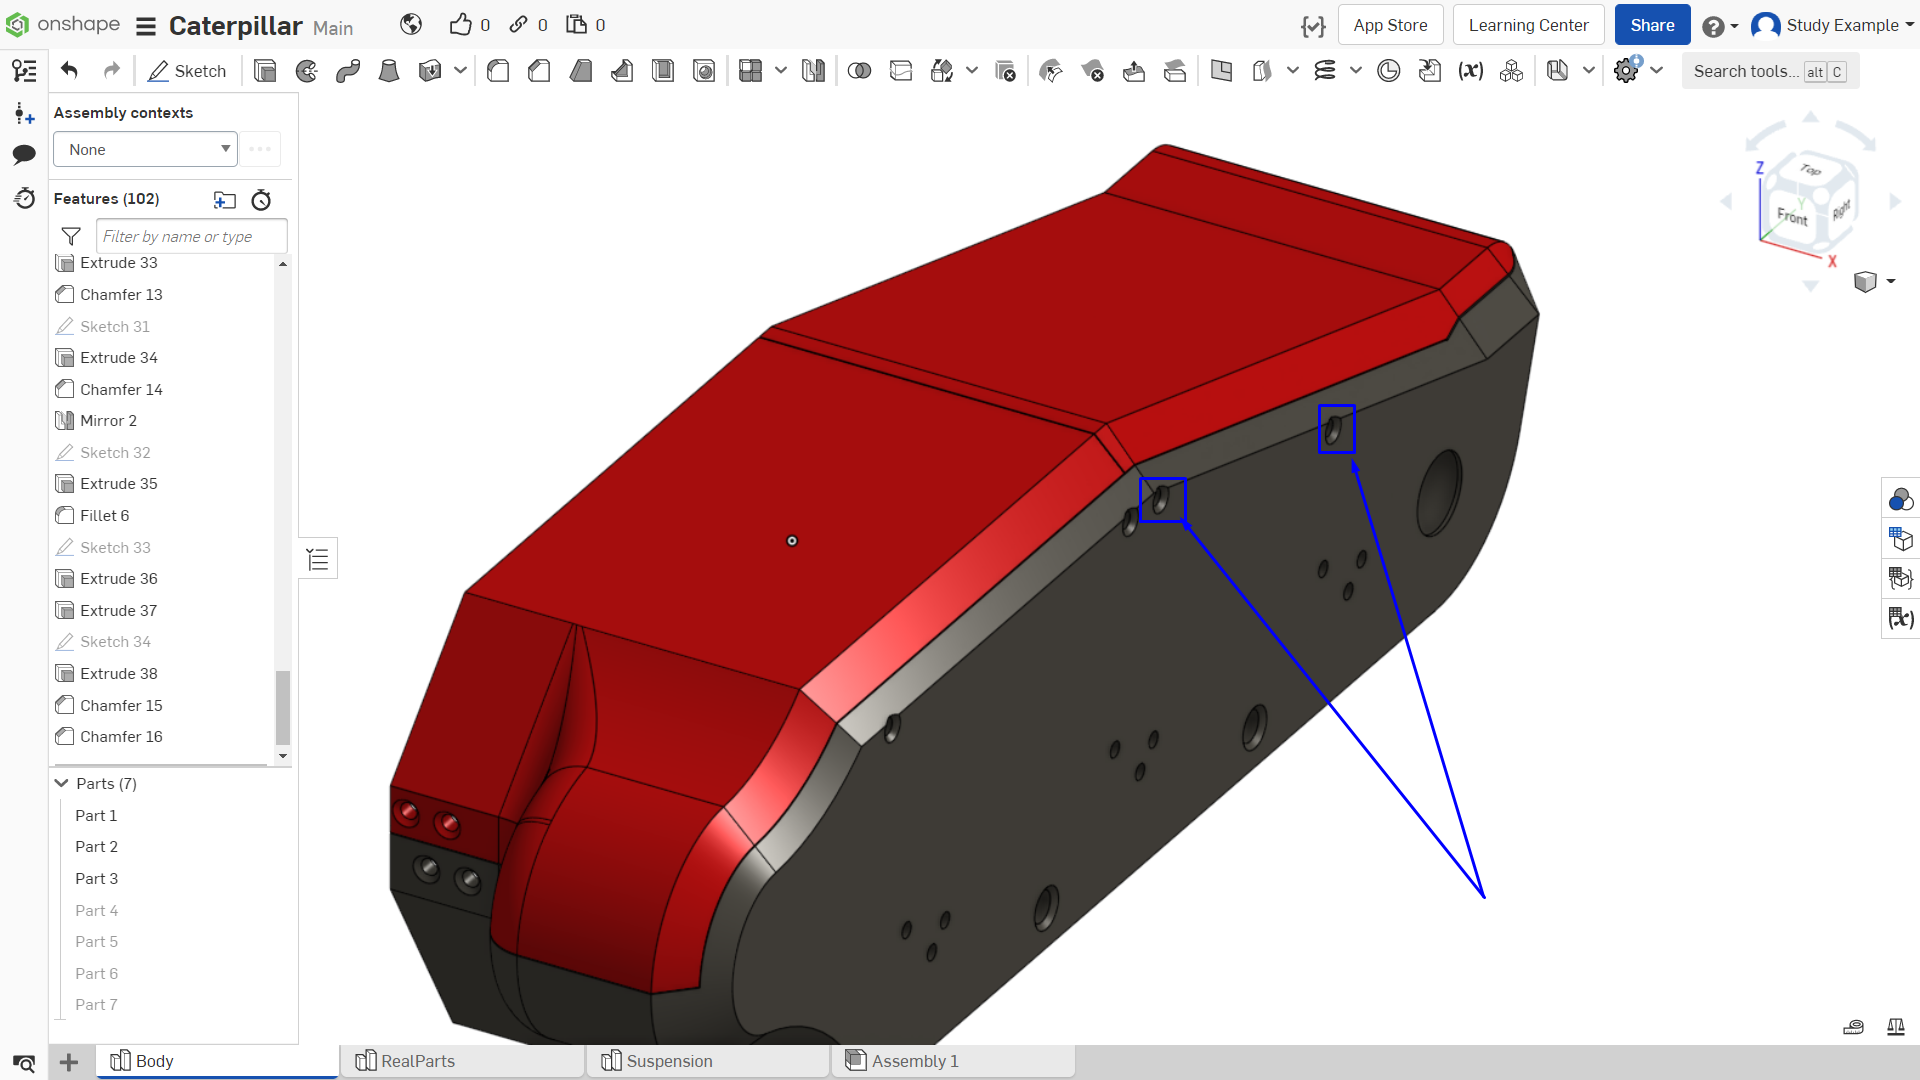 onshape Caterpillar Main 0 0 0 App Store Learning Center Share Study Example
Sketch Search tools... alt C
Assembly contexts
None
Features (102)
Filter by name or type
Extrude 33
Chamfer 13
Sketch 31
Extrude 34
Chamfer 14
Mirror 2
Sketch 32
Extrude 35
Fillet 6
Sketch 33
Extrude 36
Extrude 37
Sketch 34
Extrude 38
Chamfer 15
Chamfer 16
Parts (7)
Part 1
Part 2
Part 3
Part 4
Part 5
Part 6
Part 7
Z
Top
Y
Front
Right
X
Body RealParts Suspension Assembly 1